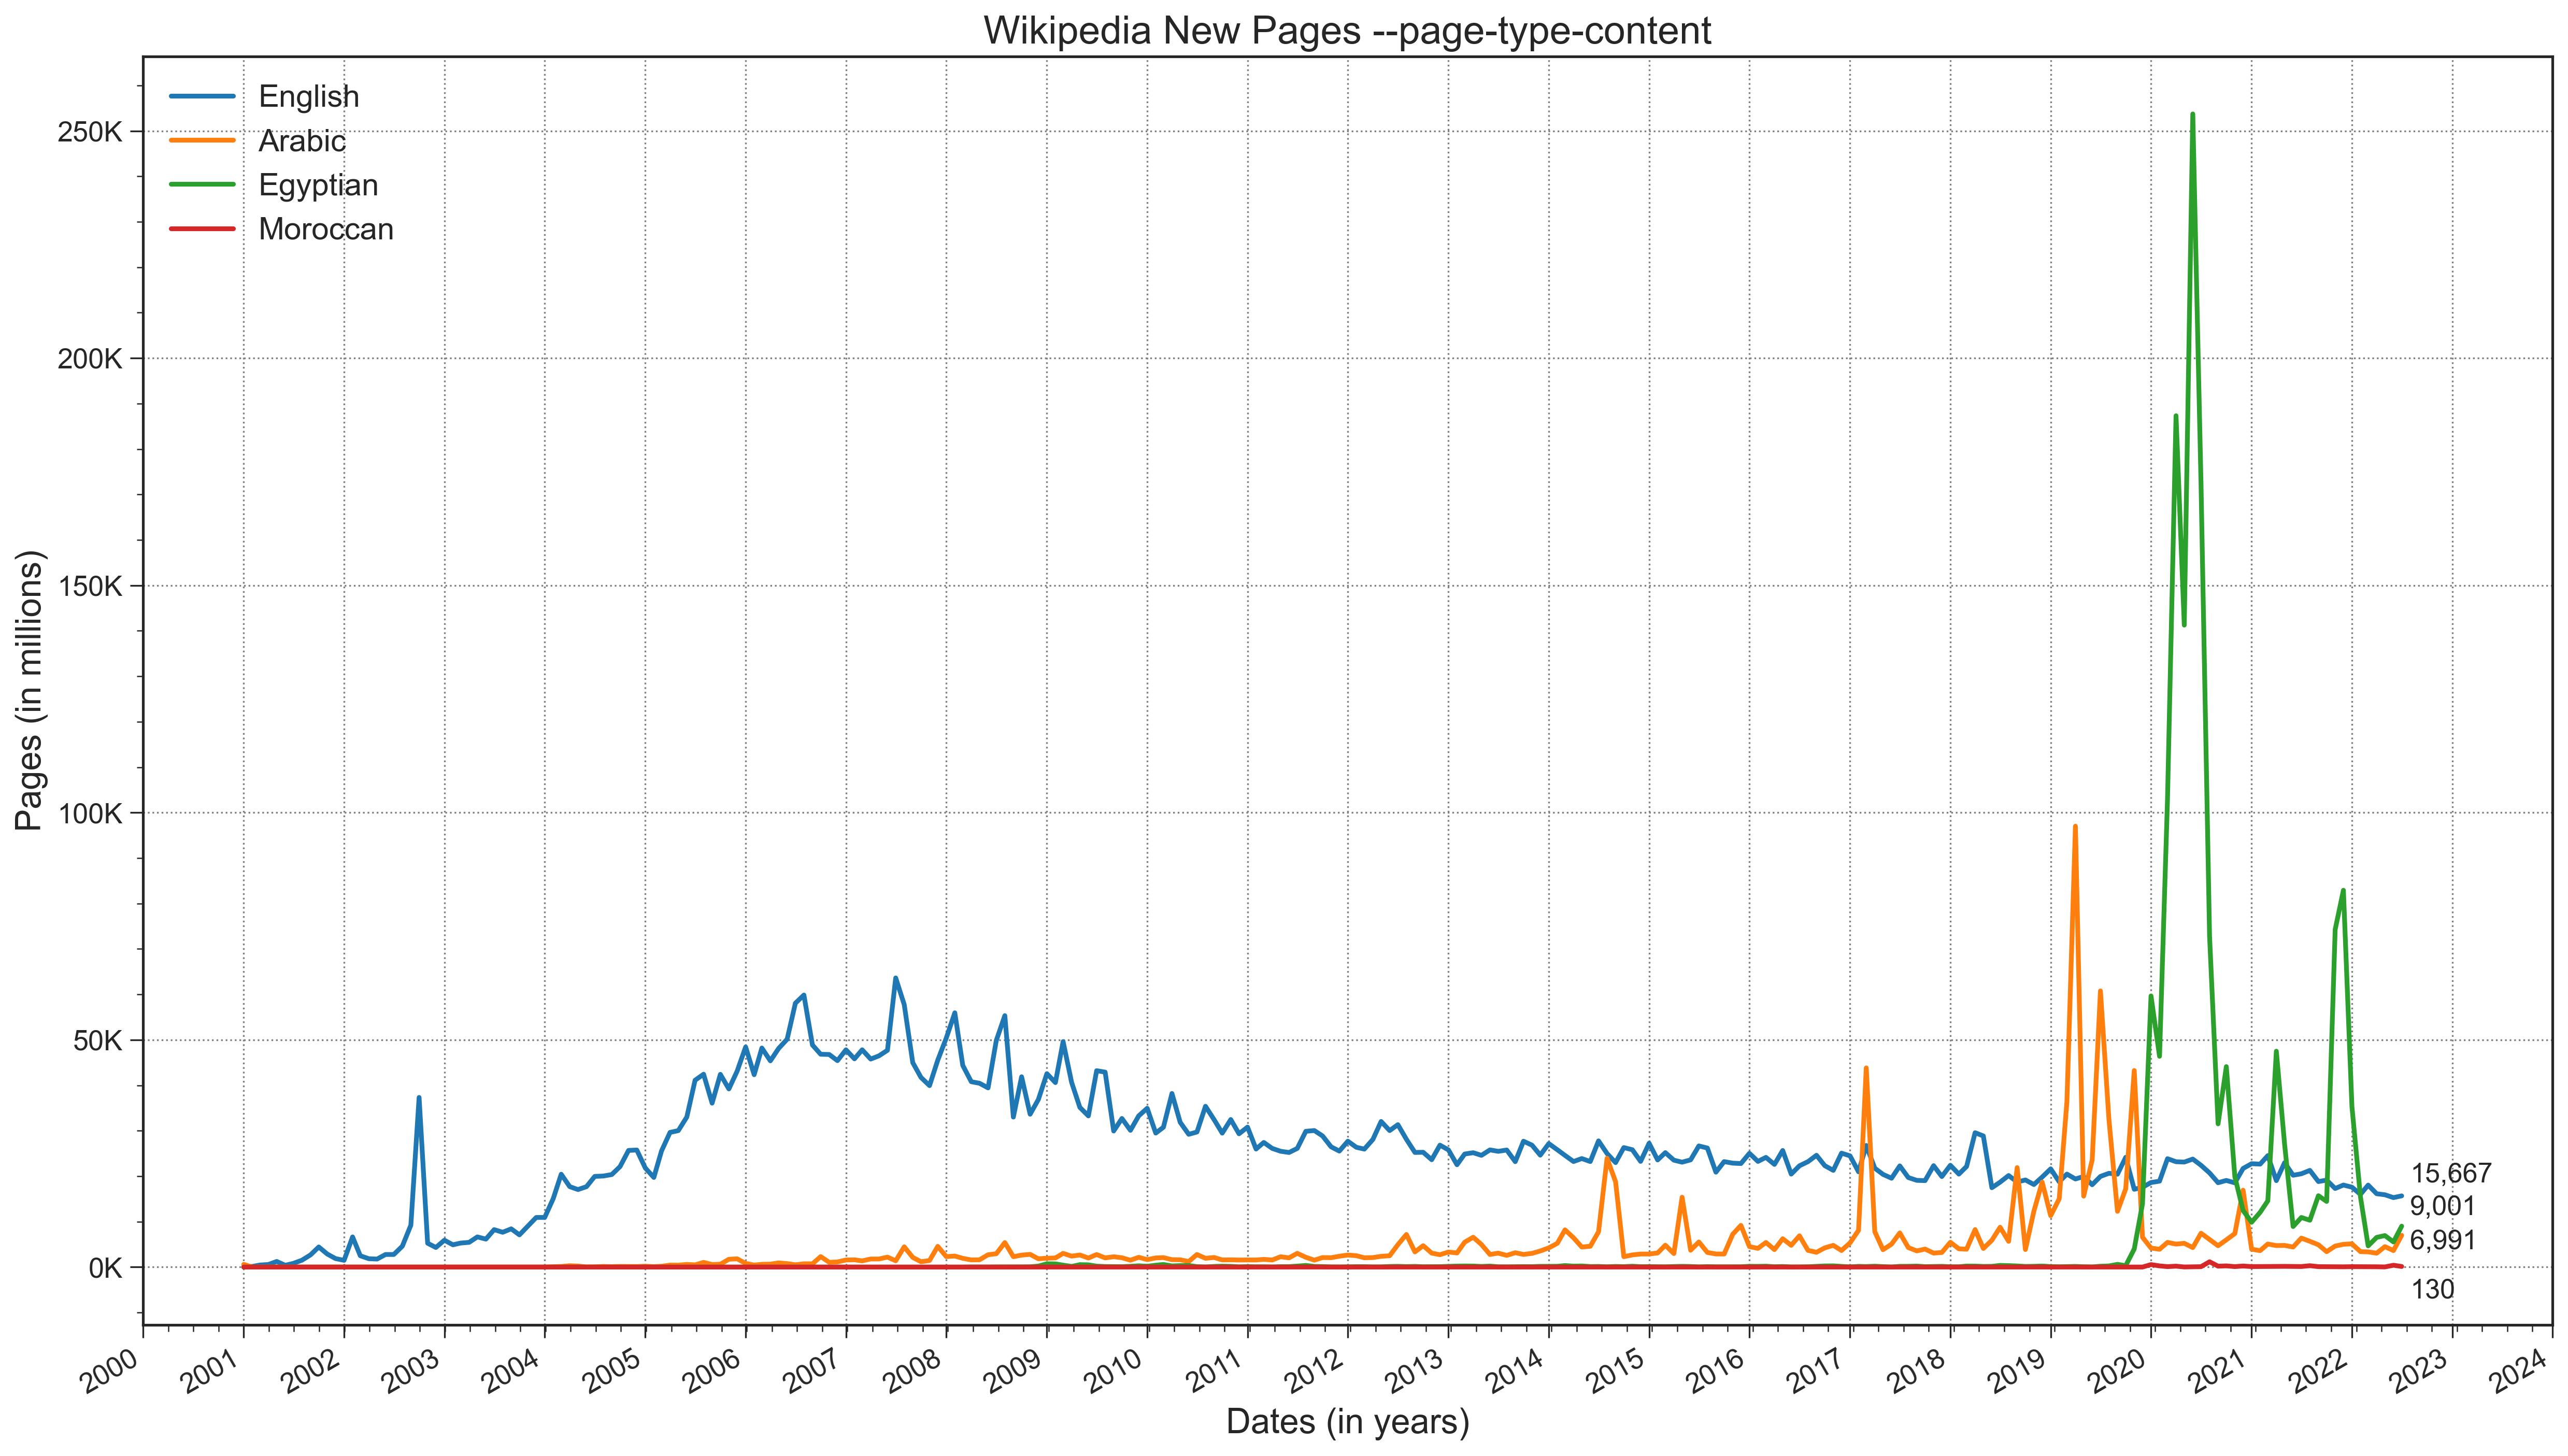 Wikipedia New Pages --page-type-content
English
Arabic
Egyptian
Moroccan
Pages (in millions)
250K
200K
150K
100K
50K
0K
15,667
9,001
6,991
130
2000
2001
2002
2003
2004
2005
2006
2007
2008
2009
2010
2011
2012
2013
2014
2015
2016
2017
2018
2019
2020
2021
2022
2023
2024
Dates (in years)